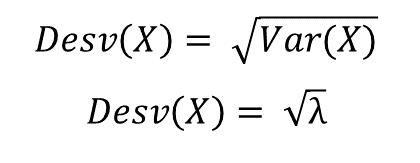 Desv(X) = √Var(X)
Desv(X) = √λ